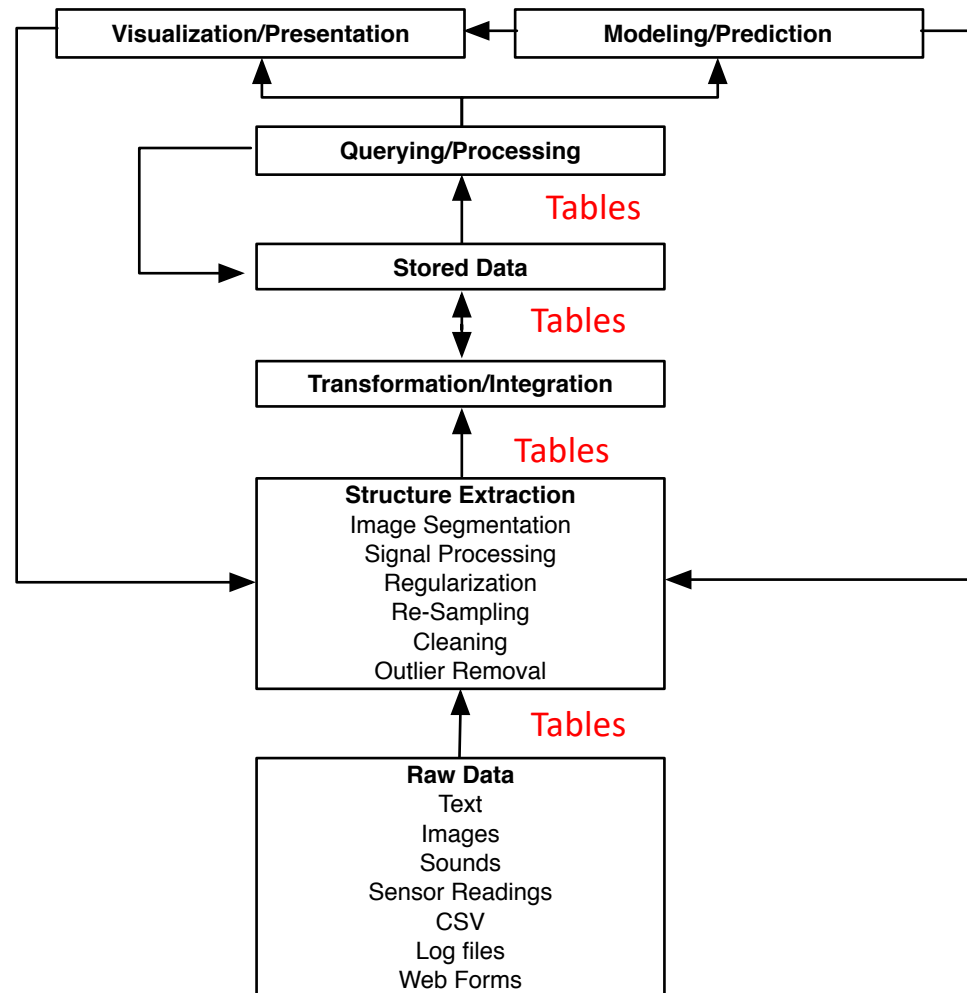 Visualization/Presentation
Modeling/Prediction
Querying/Processing
Tables
Stored Data
Tables
Transformation/Integration
Tables
Structure Extraction
Image Segmentation
Signal Processing
Regularization
Re-Sampling
Cleaning
Outlier Removal
Tables
Raw Data
Text
Images
Sounds
Sensor Readings
CSV
Log files
Web Forms